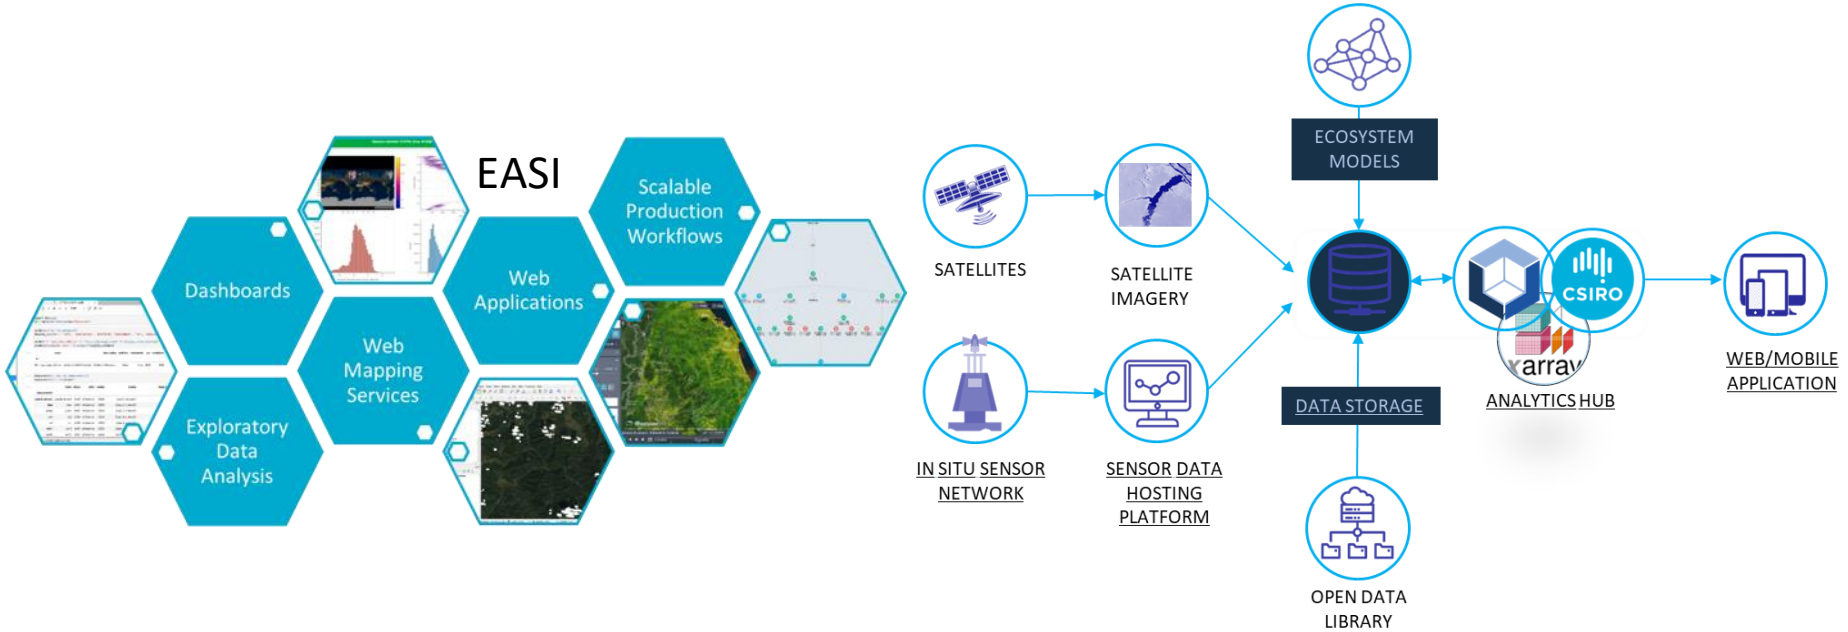 EASI
Scalable
Production
Workflows
Dashboards
Web
Applications
Web
Mapping
Services
Exploratory
Data
Analysis
ECOSYSTEM
MODELS
SATELLITES
SATELLITE
IMAGERY
CSIRO
xarray
ANALYTICS HUB
WEB/MOBILE
APPLICATION
DATA STORAGE
IN SITU SENSOR
NETWORK
SENSOR DATA
HOSTING
PLATFORM
OPEN DATA
LIBRARY